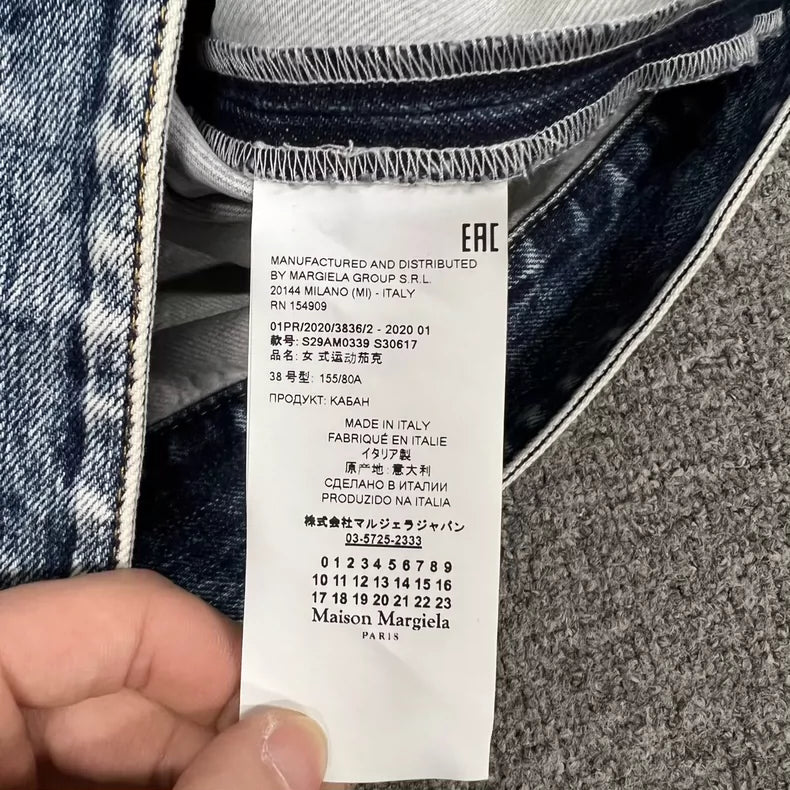 EAC
MANUFACTURED AND DISTRIBUTED
BY MARGIELA GROUP S.R.L.
20144 MILANO (MI) - ITALY
RN 154909
01PR/2020/3836/2 - 2020 01
款号: S29AM0339 S30617
品名: 女 式运动茄克
38 号型: 155/80A
ПРОДУКТ: КАБАН
MADE IN ITALY
FABRIQUÉ EN ITALIE
イタリア製
原产地: 意大利
СДЕЛАНО В ИТАЛИИ
PRODUZIDO NA ITALIA
株式会社マルジェラジャパン
03-5725-2333
0 1 2 3 4 5 6 7 8 9
10 11 12 13 14 15 16
17 18 19 20 21 22 23
Maison Margiela
PARIS